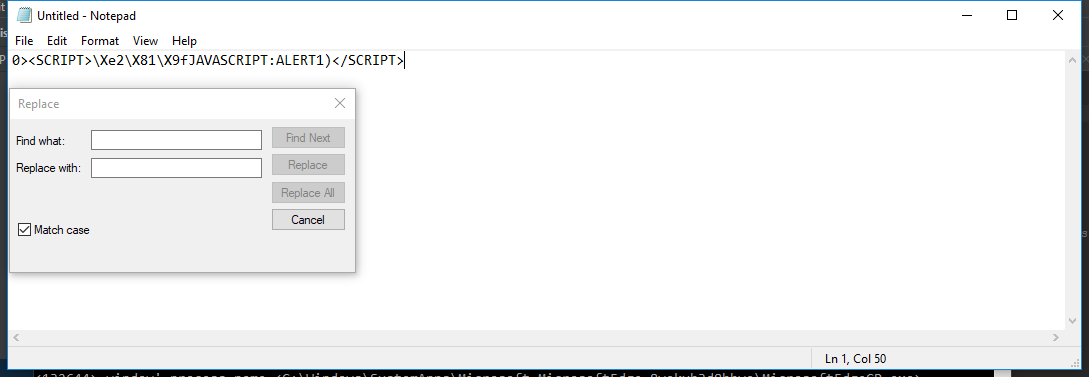 Untitled - Notepad
File Edit Format View Help
0><SCRIPT>\Xe2\X81\X9fJAVASCRIPT:ALERT1)</SCRIPT>
Replace
Find what:
Find Next
Replace with:
Replace
Replace All
Cancel
Match case
Ln 1, Col 50